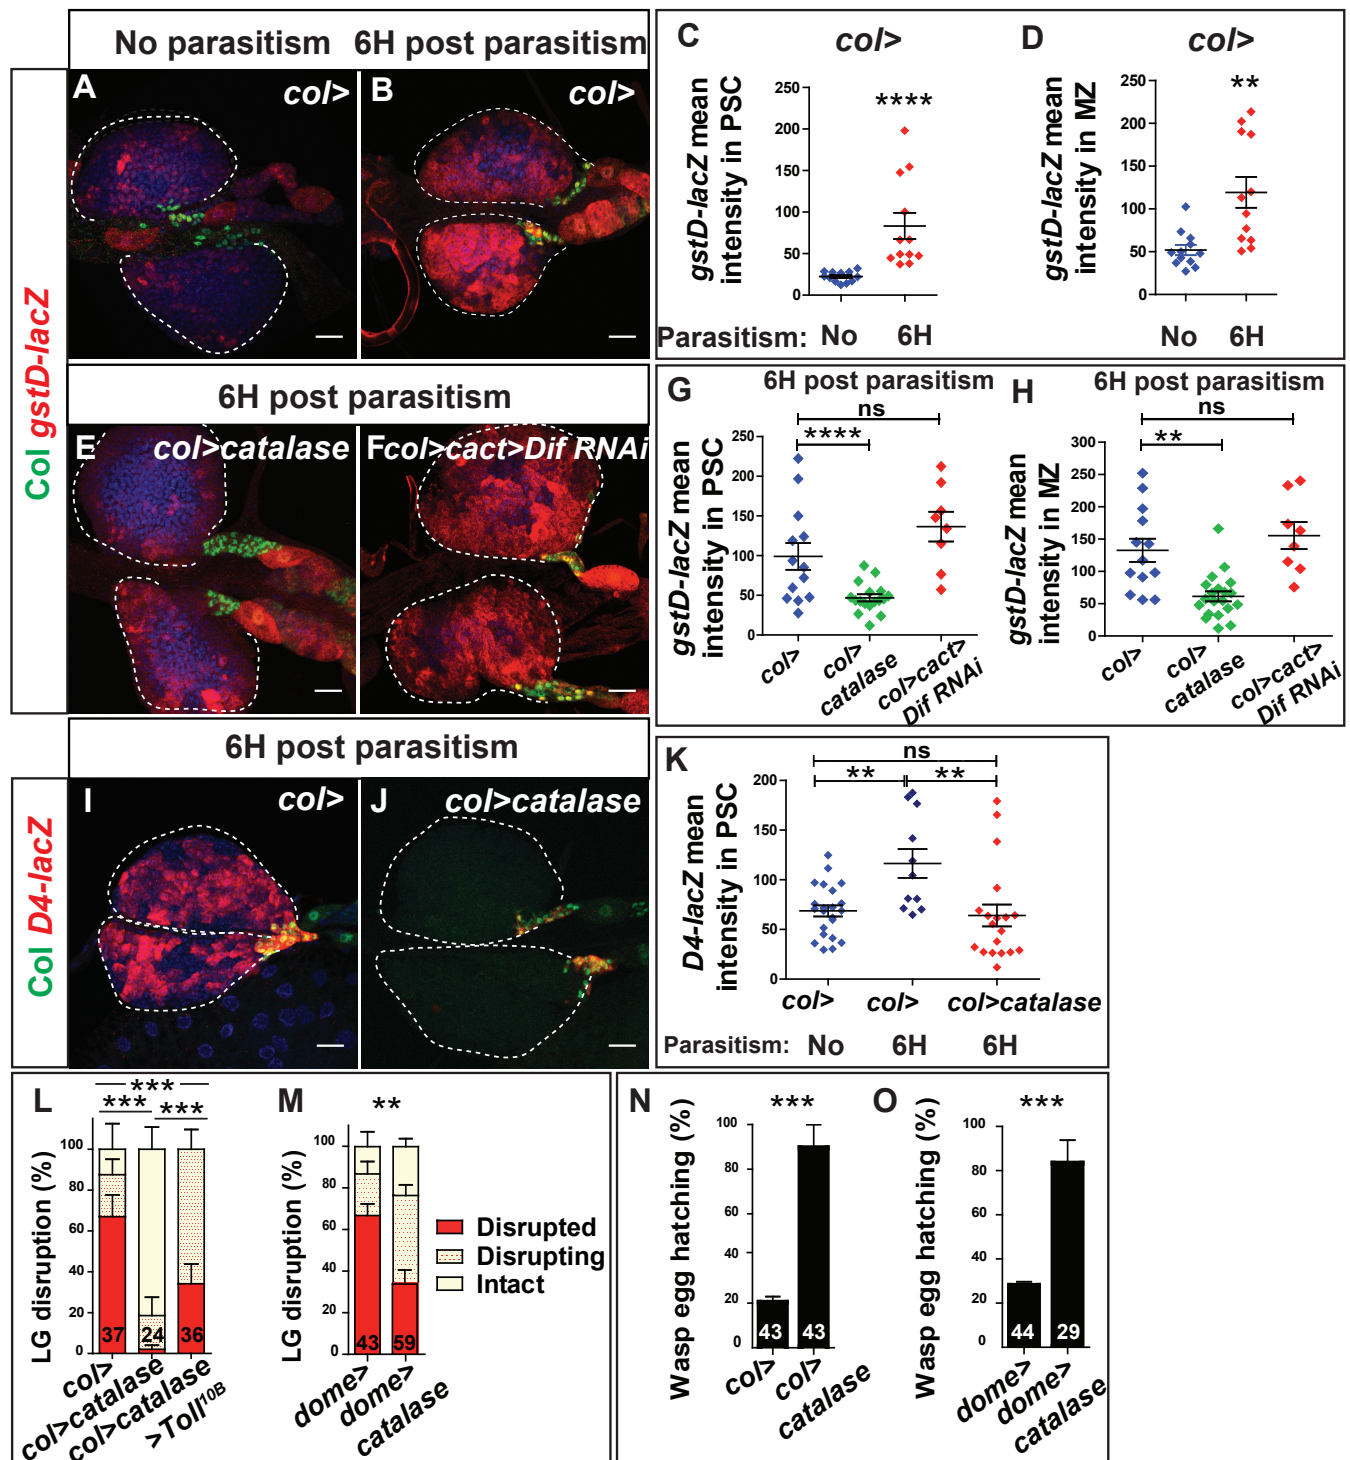 No parasitism
6H post parasitism
Col gstD-lacZ
A
col>
B
col>
C
col>
gstD-lacZ mean
intensity in PSC
250
200
150
100
50
0
****
D
col>
gstD-lacZ mean
intensity in MZ
250
200
150
100
50
0
**
Parasitism: No 6H
No 6H
6H post parasitism
E
col>catalase
F
col>cact>Dif RNAi
G
6H post parasitism
ns
****
gstD-lacZ mean
intensity in PSC
250
200
150
100
50
0
col>
col>
catalase
col>cact>
Dif RNAi
H
6H post parasitism
ns
**
gstD-lacZ mean
intensity in MZ
300
250
200
150
100
50
0
col>
col>
catalase
col>cact>
Dif RNAi
6H post parasitism
Col D4-lacZ
I
col>
J
col>catalase
K
ns
** **
D4-lacZ mean
intensity in PSC
200
150
100
50
0
col> col> col>catalase
Parasitism: No 6H 6H
L
***
*** ***
LG disruption (%)
100
80
60
40
20
0
37 24 36
col>
col>catalase
col>catalase
>Toll10B
M
**
LG disruption (%)
100
80
60
40
20
0
43 59
dome>
dome>
catalase
Disrupted
Disrupting
Intact
N
***
Wasp egg hatching (%)
100
80
60
40
20
0
43 43
col>
col>
catalase
O
***
Wasp egg hatching (%)
100
80
60
40
20
0
44 29
dome>
dome>
catalase